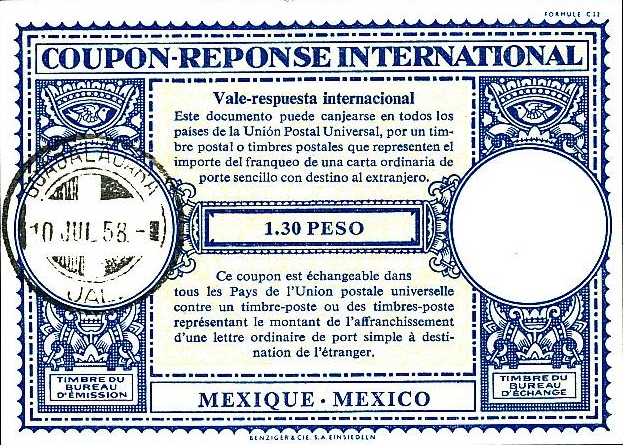 FORMULE C22
COUPON-REPONSE INTERNATIONAL
Vale-respuesta internacional
Este documento puede canjearse en todos los
países de la Unión Postal Universal, por un tim-
bre postal o timbres postales que representen el
importe del franqueo de una carta ordinaria de
porte sencillo con destino al extranjero.
GUADALAJARA
10 JUL 58 - 1
JAL.
1.30 PESO
Ce coupon est échangeable dans
tous les Pays de l'Union postale universelle
contre un timbre-poste ou des timbres-poste
représentant le montant de l'affranchissement
d'une lettre ordinaire de port simple à desti-
nation de l'étranger.
TIMBRE DU
BUREAU
D'ÉMISSION
TIMBRE DU
BUREAU
D'ÉCHANGE
MEXIQUE · MEXICO
BENZIGER & CIE. S.A. EINSIEDELN